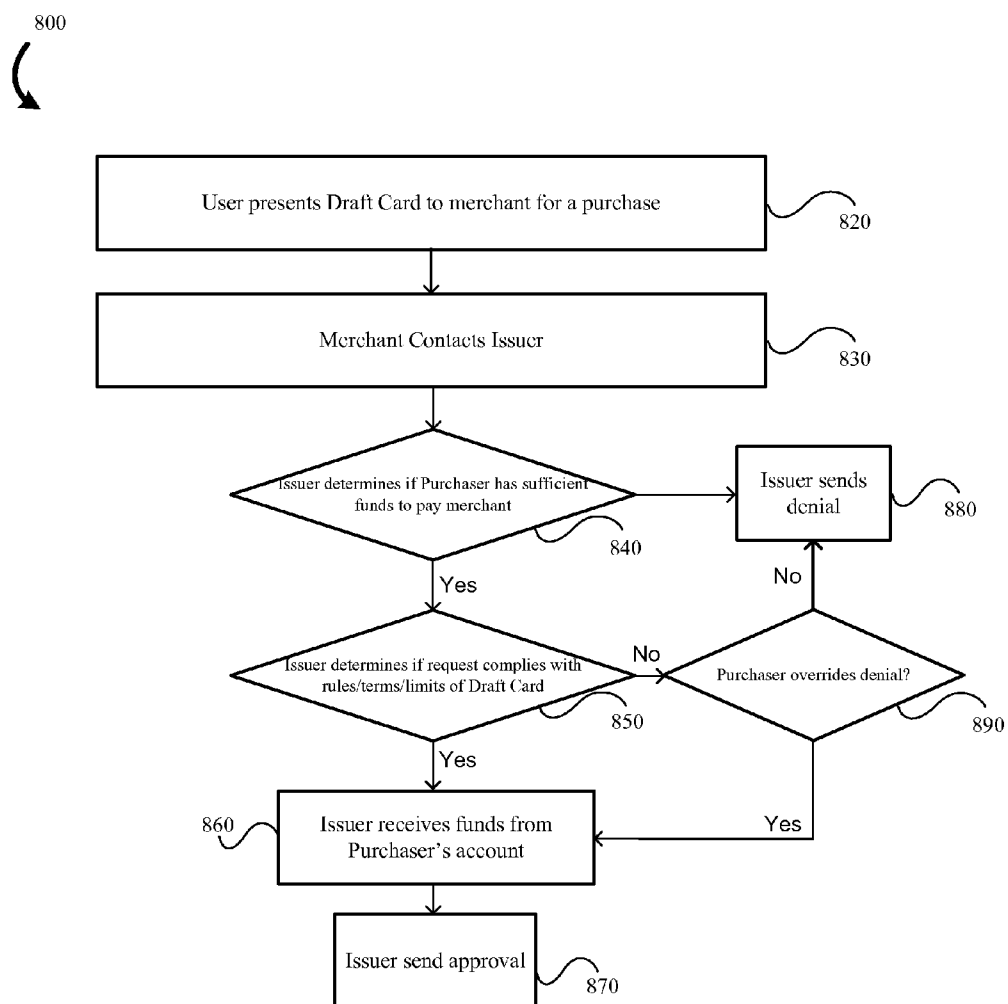 800
User presents Draft Card to merchant for a purchase
820
Merchant Contacts Issuer
830
Issuer determines if Purchaser has sufficient
funds to pay merchant
840
Issuer sends
denial
880
Yes
No
Issuer determines if request complies with
rules/terms/limits of Draft Card
850
No
Purchaser overrides denial?
890
Yes
Yes
860
Issuer receives funds from
Purchaser's account
Issuer send approval
870